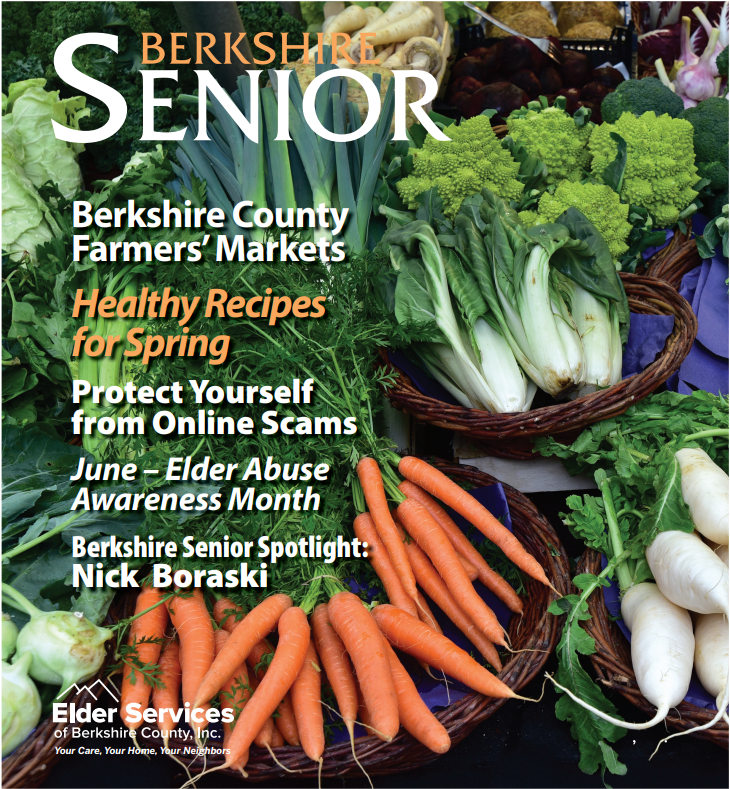 BERKSHIRE
SENIOR
Berkshire County
Farmers’ Markets
Healthy Recipes
for Spring
Protect Yourself
from Online Scams
June – Elder Abuse
Awareness Month
Berkshire Senior Spotlight:
Nick Boraski
Elder Services
of Berkshire County, Inc.
Your Care, Your Home, Your Neighbors